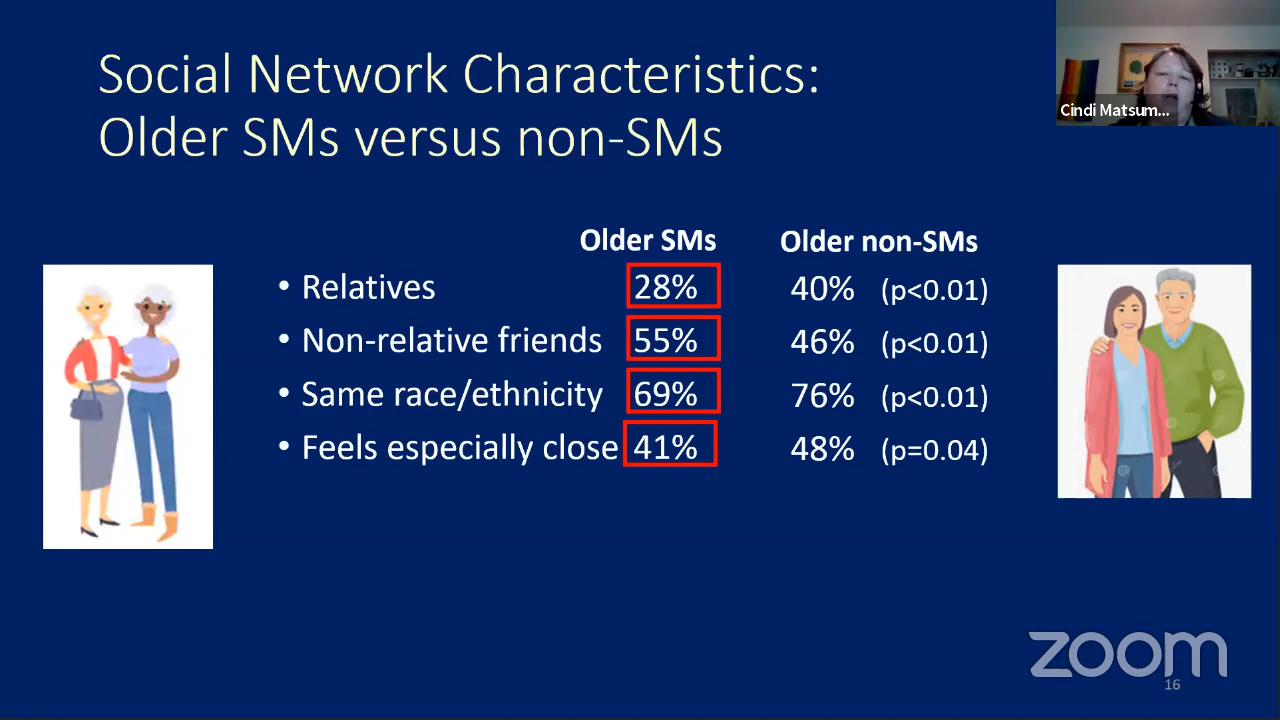 Social Network Characteristics:
Older SMs versus non-SMs
Cindi Matsum...
Older SMs Older non-SMs
• Relatives 28% 40% (p<0.01)
• Non-relative friends 55% 46% (p<0.01)
• Same race/ethnicity 69% 76% (p<0.01)
• Feels especially close 41% 48% (p=0.04)
zoom
16